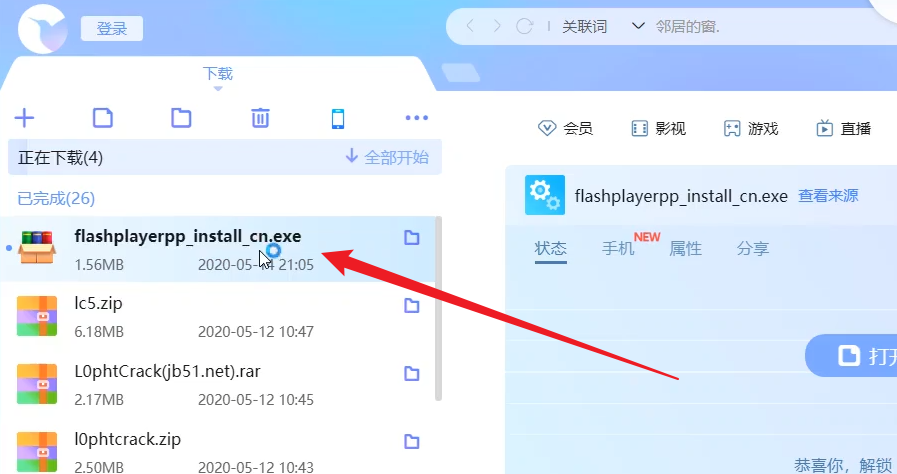 登录
关联词
邻居的窗.
下载
正在下载(4)
全部开始
已完成(26)
flashplayerpp_install_cn.exe
1.56MB 2020-05-14 21:05
lc5.zip
6.18MB 2020-05-12 10:47
L0phtCrack(jb51.net).rar
2.17MB 2020-05-12 10:45
l0phtcrack.zip
2.50MB 2020-05-12 10:43
会员 影视 游戏 直播
flashplayerpp_install_cn.exe 查看来源
状态 手机 NEW 属性 分享
打开
恭喜你，解锁